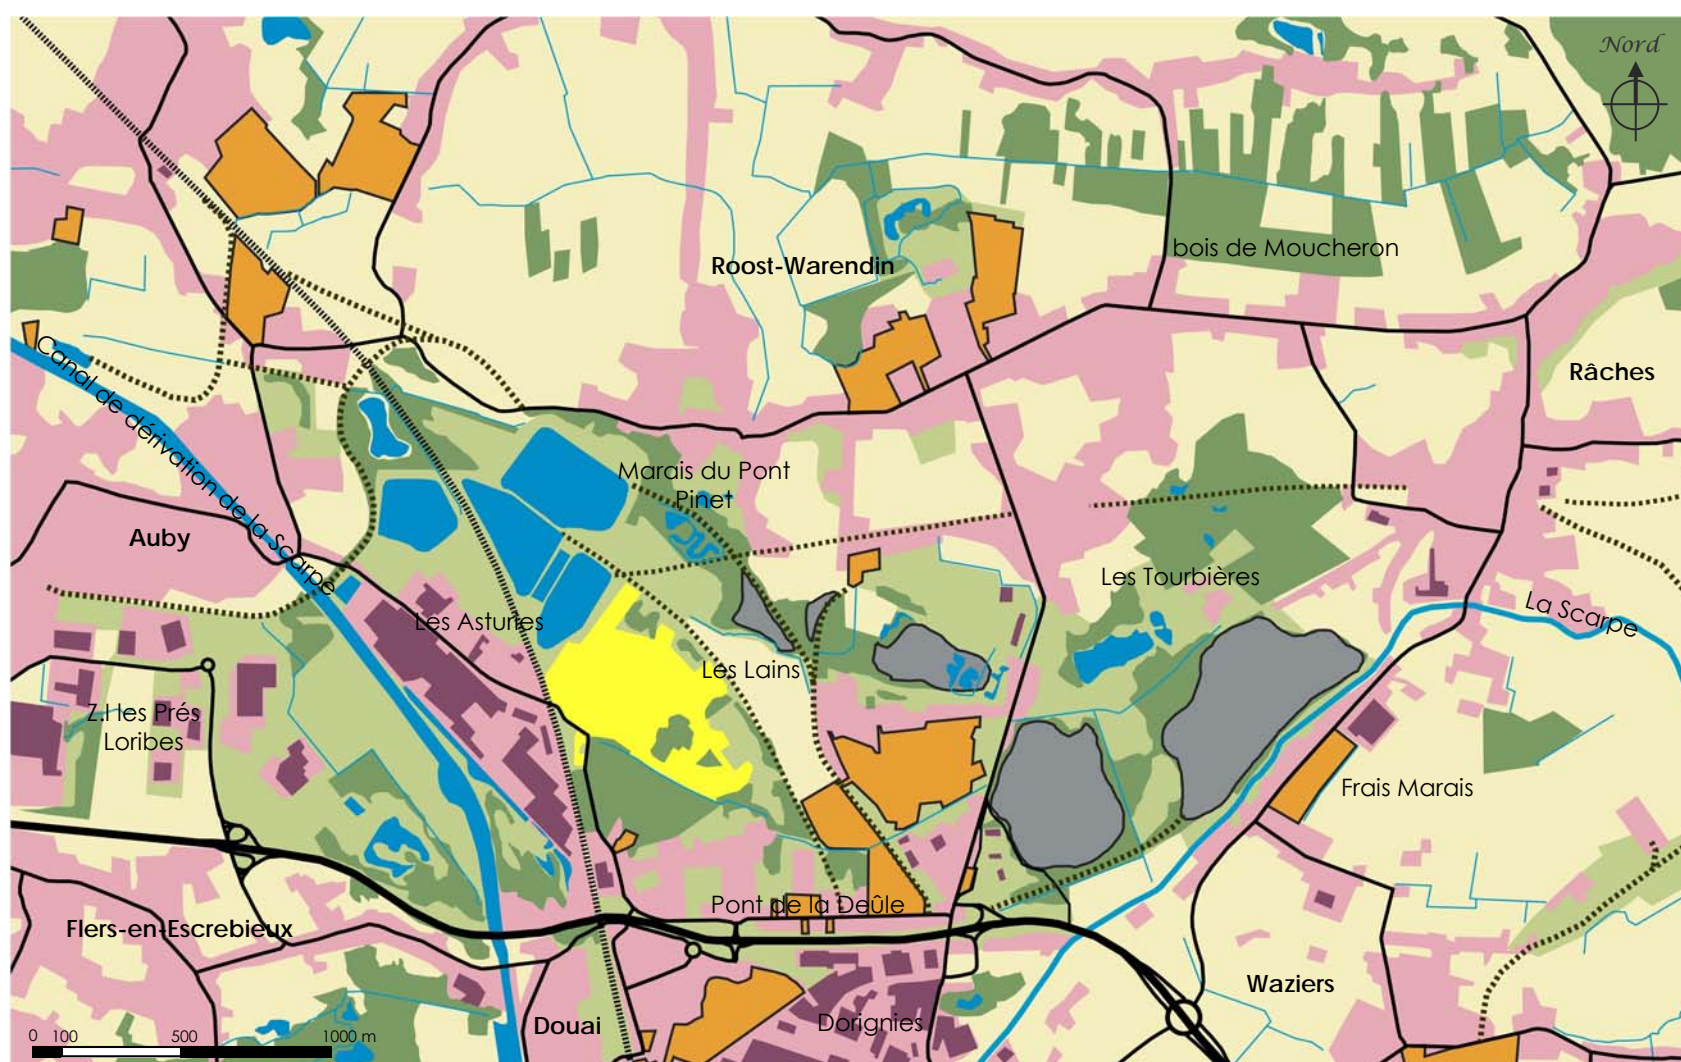 Nord
bois de Moucheron
Roost-Warendin
Râches
Canal de dérivation de la Scarpe
Marais du Pont
Pinet
Auby
Les Tourbières
La Scarpe
Les Asturies
Les Lains
Z.I les Prés
Loribes
Frais Marais
Pont de la Deûle
Flers-en-Escrebieux
Waziers
Douai
Dorignies
0 100 500 1000 m